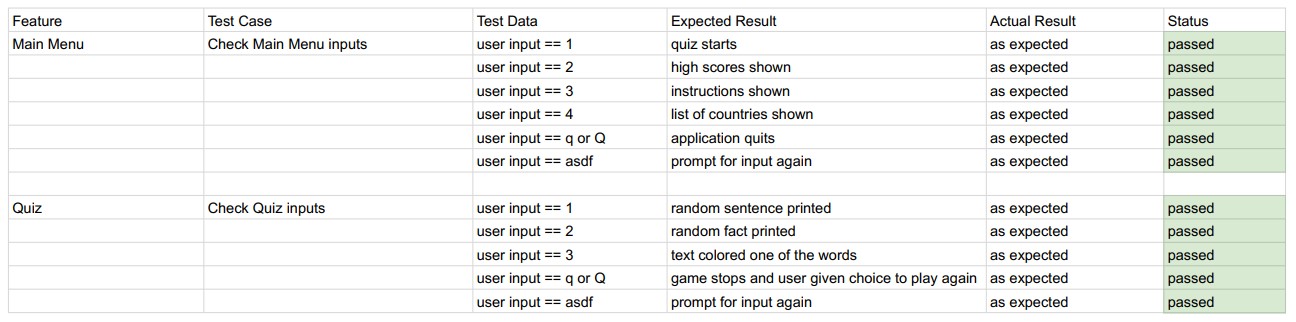 Feature Test Case Test Data Expected Result Actual Result Status
Main Menu Check Main Menu inputs user input == 1 quiz starts as expected passed
user input == 2 high scores shown as expected passed
user input == 3 instructions shown as expected passed
user input == 4 list of countries shown as expected passed
user input == q or Q application quits as expected passed
user input == asdf prompt for input again as expected passed
Quiz Check Quiz inputs user input == 1 random sentence printed as expected passed
user input == 2 random fact printed as expected passed
user input == 3 text colored one of the words as expected passed
user input == q or Q game stops and user given choice to play again as expected passed
user input == asdf prompt for input again as expected passed